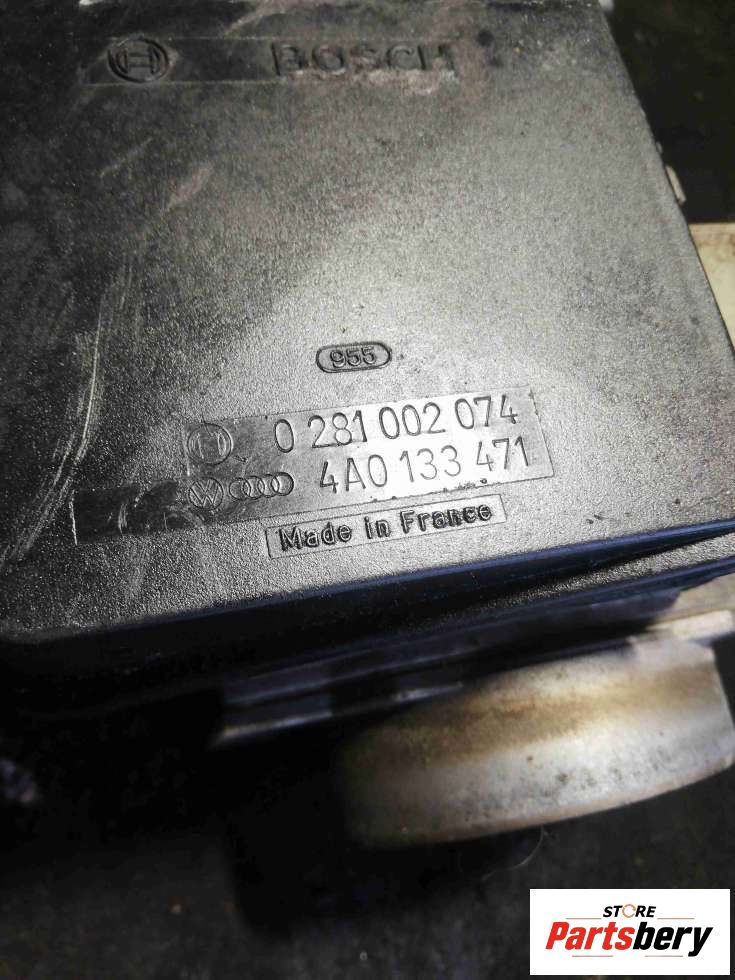 BOSCH
955
0 281 002 074
4A0 133 471
Made in France
STORE
Partsbery